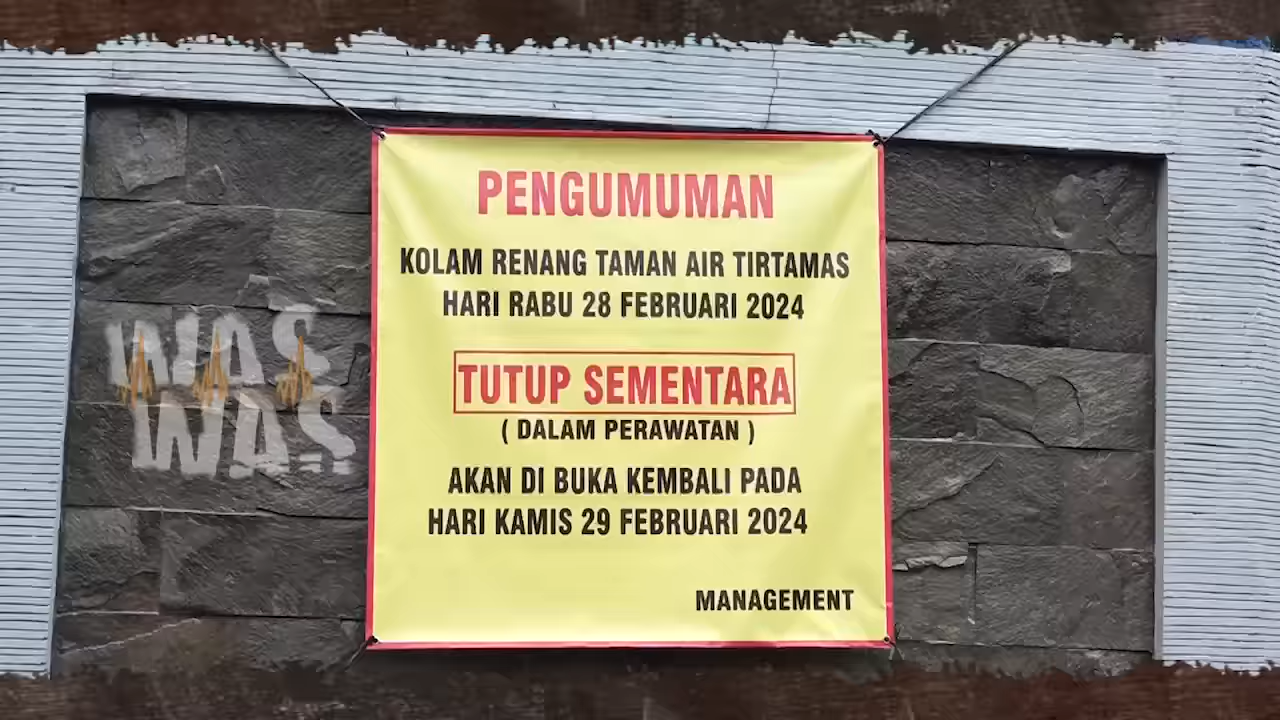 PENGUMUMAN
KOLAM RENANG TAMAN AIR TIRTAMAS
HARI RABU 28 FEBRUARI 2024
TUTUP SEMENTARA
( DALAM PERAWATAN )
AKAN DI BUKA KEMBALI PADA
HARI KAMIS 29 FEBRUARI 2024
MANAGEMENT
WAS
WAS